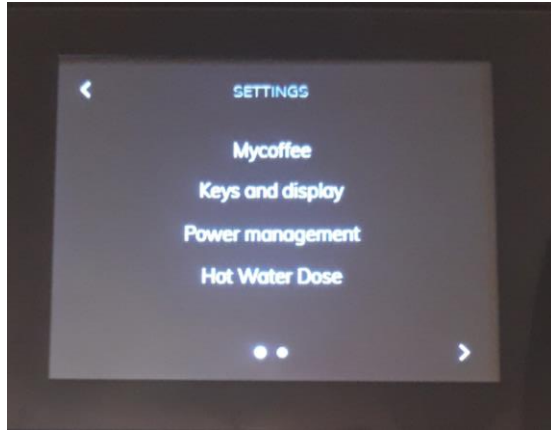 SETTINGS
Mycoffee
Keys and display
Power management
Hot Water Dose